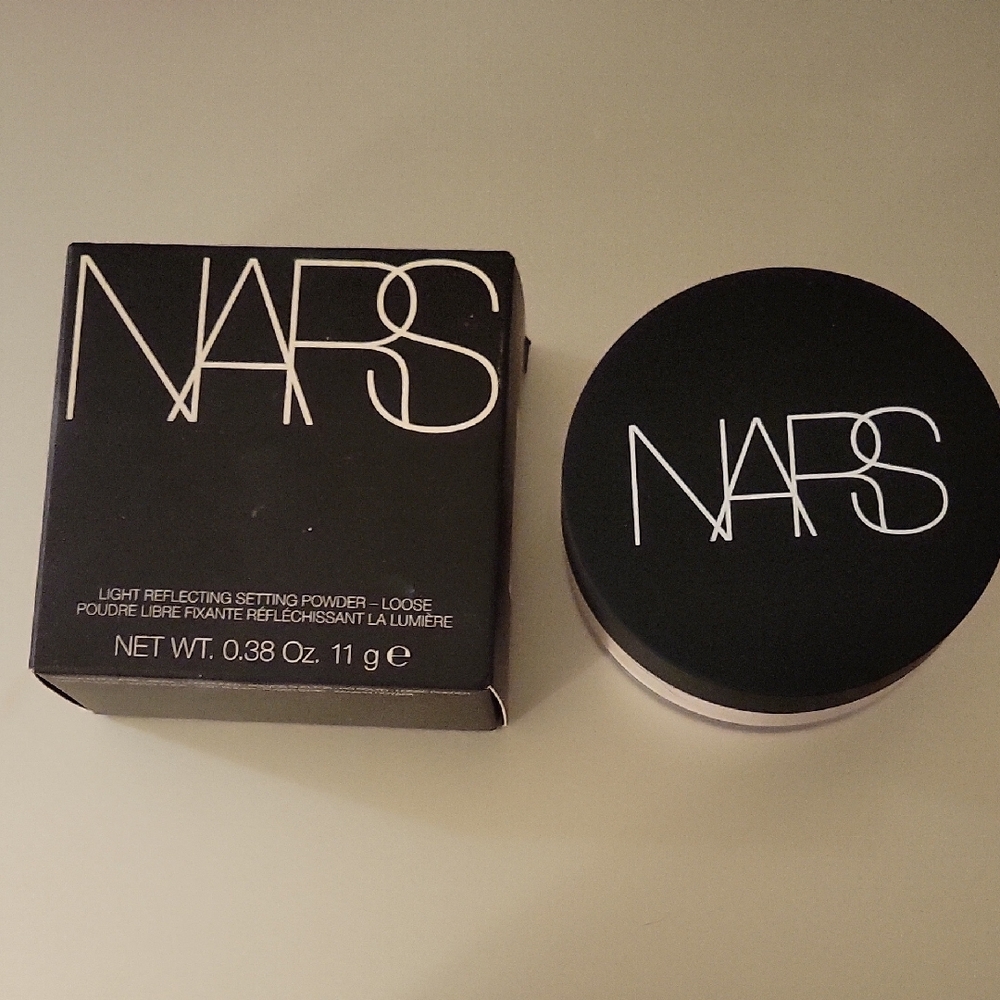 NARS
LIGHT REFLECTING SETTING POWDER – LOOSE
POUDRE LIBRE FIXANTE RÉFLÉCHISSANT LA LUMIÈRE
NET WT. 0.38 Oz. 11 g ℮
NARS